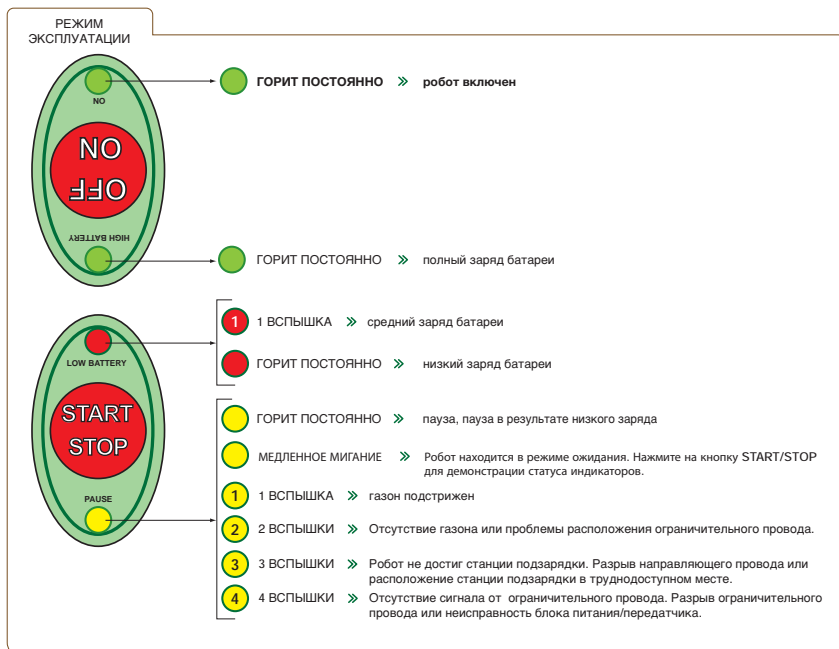 РЕЖИМ
ЭКСПЛУАТАЦИИ
ГОРИТ ПОСТОЯННО » робот включен
NO
ON
OFF
HIGH BATTERY
ГОРИТ ПОСТОЯННО » полный заряд батареи
1 1 ВСПЫШКА » средний заряд батареи
LOW BATTERY
ГОРИТ ПОСТОЯННО » низкий заряд батареи
START
STOP
ГОРИТ ПОСТОЯННО » пауза, пауза в результате низкого заряда
МЕДЛЕННОЕ МИГАНИЕ » Робот находится в режиме ожидания. Нажмите на кнопку START/STOP
для демонстрации статуса индикаторов.
PAUSE
1 1 ВСПЫШКА » газон подстрижен
2 2 ВСПЫШКИ » Отсутствие газона или проблемы расположения ограничительного провода.
3 3 ВСПЫШКИ » Робот не достиг станции подзарядки. Разрыв направляющего провода или
расположение станции подзарядки в труднодоступном месте.
4 4 ВСПЫШКИ » Отсутствие сигнала от ограничительного провода. Разрыв ограничительного
провода или неисправность блока питания/передатчика.